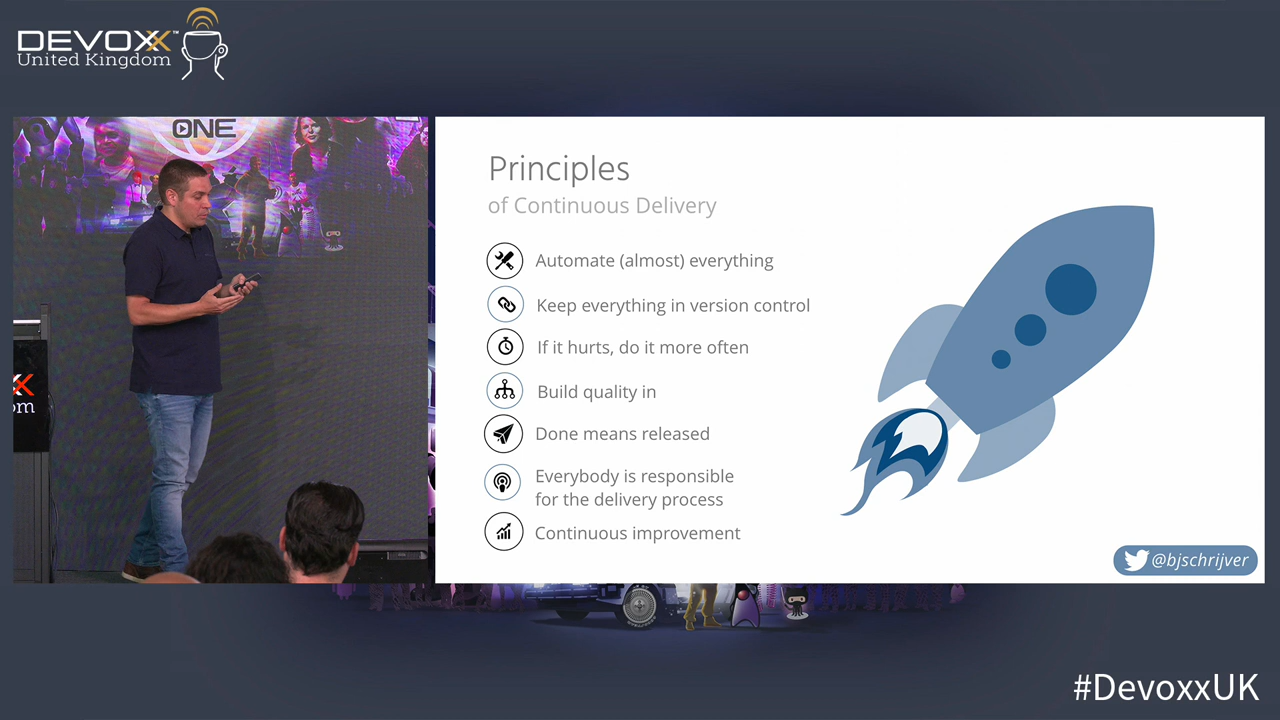 DEVOXX™
United Kingdom
ONE
X
om
Principles
of Continuous Delivery
Automate (almost) everything
Keep everything in version control
If it hurts, do it more often
Build quality in
Done means released
Everybody is responsible
for the delivery process
Continuous improvement
@bjschrijver
#DevoxxUK